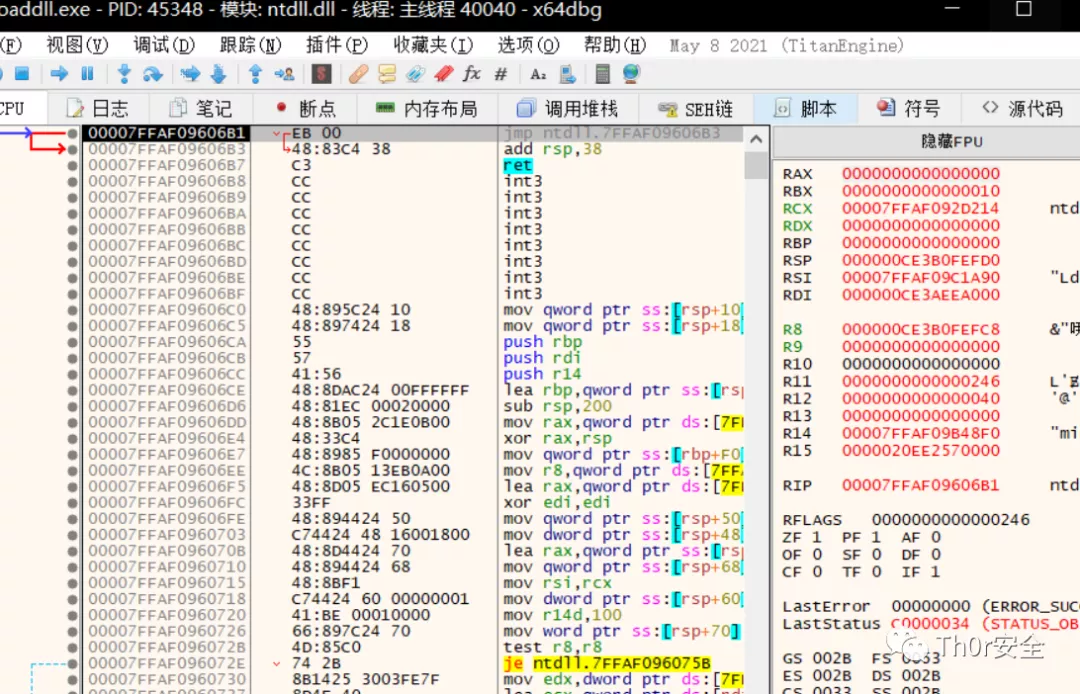 oaddll.exe - PID: 45348 - 模块: ntdll.dll - 线程: 主线程 40040 - x64dbg
(F) 视图(V) 调试(D) 跟踪(N) 插件(P) 收藏夹(I) 选项(O) 帮助(H) May 8 2021 (TitanEngine)
CPU 日志 笔记 断点 内存布局 调用堆栈 SEH链 脚本 符号 源代码
00007FFAF09606B1 EB 00 jmp ntdll.7FFAF09606B3
00007FFAF09606B3 48:83C4 38 add rsp,38
00007FFAF09606B7 C3 ret
00007FFAF09606B8 CC int3
00007FFAF09606B9 CC int3
00007FFAF09606BA CC int3
00007FFAF09606BB CC int3
00007FFAF09606BC CC int3
00007FFAF09606BD CC int3
00007FFAF09606BE CC int3
00007FFAF09606BF CC int3
00007FFAF09606C0 48:895C24 10 mov qword ptr ss:[rsp+10]
00007FFAF09606C5 48:897424 18 mov qword ptr ss:[rsp+18]
00007FFAF09606CA 55 push rbp
00007FFAF09606CB 57 push rdi
00007FFAF09606CC 41:56 push r14
00007FFAF09606CE 48:8DAC24 00FFFFFF lea rbp,qword ptr ss:[rsp
00007FFAF09606D6 48:81EC 00020000 sub rsp,200
00007FFAF09606DD 48:8B05 2C1E0B00 mov rax,qword ptr ds:[7FF
00007FFAF09606E4 48:33C4 xor rax,rsp
00007FFAF09606E7 48:8985 F0000000 mov qword ptr ss:[rbp+F0]
00007FFAF09606EE 4C:8B05 13EB0A00 mov r8,qword ptr ds:[7FFA
00007FFAF09606F5 48:8D05 EC160500 lea rax,qword ptr ds:[7FF
00007FFAF09606FC 33FF xor edi,edi
00007FFAF09606FE 48:894424 50 mov qword ptr ss:[rsp+50]
00007FFAF0960703 C74424 48 16001800 mov dword ptr ss:[rsp+48]
00007FFAF096070B 48:8D4424 70 lea rax,qword ptr ss:[rsp
00007FFAF0960710 48:894424 68 mov qword ptr ss:[rsp+68]
00007FFAF0960715 48:8BF1 mov rsi,rcx
00007FFAF0960718 C74424 60 00000001 mov dword ptr ss:[rsp+60]
00007FFAF0960720 41:BE 00010000 mov r14d,100
00007FFAF0960726 66:897C24 70 mov word ptr ss:[rsp+70]
00007FFAF096072B 4D:85C0 test r8,r8
00007FFAF096072E 74 2B je ntdll.7FFAF096075B
00007FFAF0960730 8B1425 3003FE7F mov edx,dword ptr ds:[7F
隐藏FPU
RAX 0000000000000000
RBX 0000000000000010
RCX 00007FFAF092D214 ntd
RDX 0000000000000000
RBP 0000000000000000
RSP 000000CE3B0FEFD0
RSI 00007FFAF09C1A90 "Ld
RDI 000000CE3AEEA000
R8 000000CE3B0FEFC8
R9 0000000000000000
R10 0000000000000000
R11 0000000000000246
R12 0000000000000040 '@'
R13 0000000000000000
R14 00007FFAF09B48F0 "mi
R15 0000020EE2570000
RIP 00007FFAF09606B1 ntd
RFLAGS 0000000000000246
ZF 1 PF 1 AF 0
OF 0 SF 0 DF 0
CF 0 TF 0 IF 1
LastError 00000000 (ERROR_SUC
LastStatus C0000034 (STATUS_OB
GS 002B FS 0053
ES 002B DS 002B
CS 0033
Th0r安全